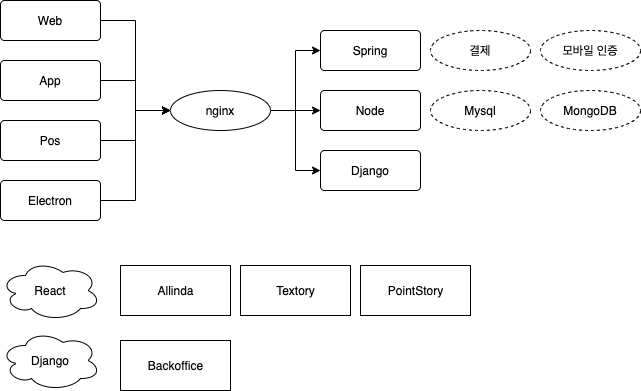 Web
App
Pos
Electron
nginx
Spring
결제
모바일 인증
Node
Mysql
MongoDB
Django
React
Allinda
Textory
PointStory
Django
Backoffice